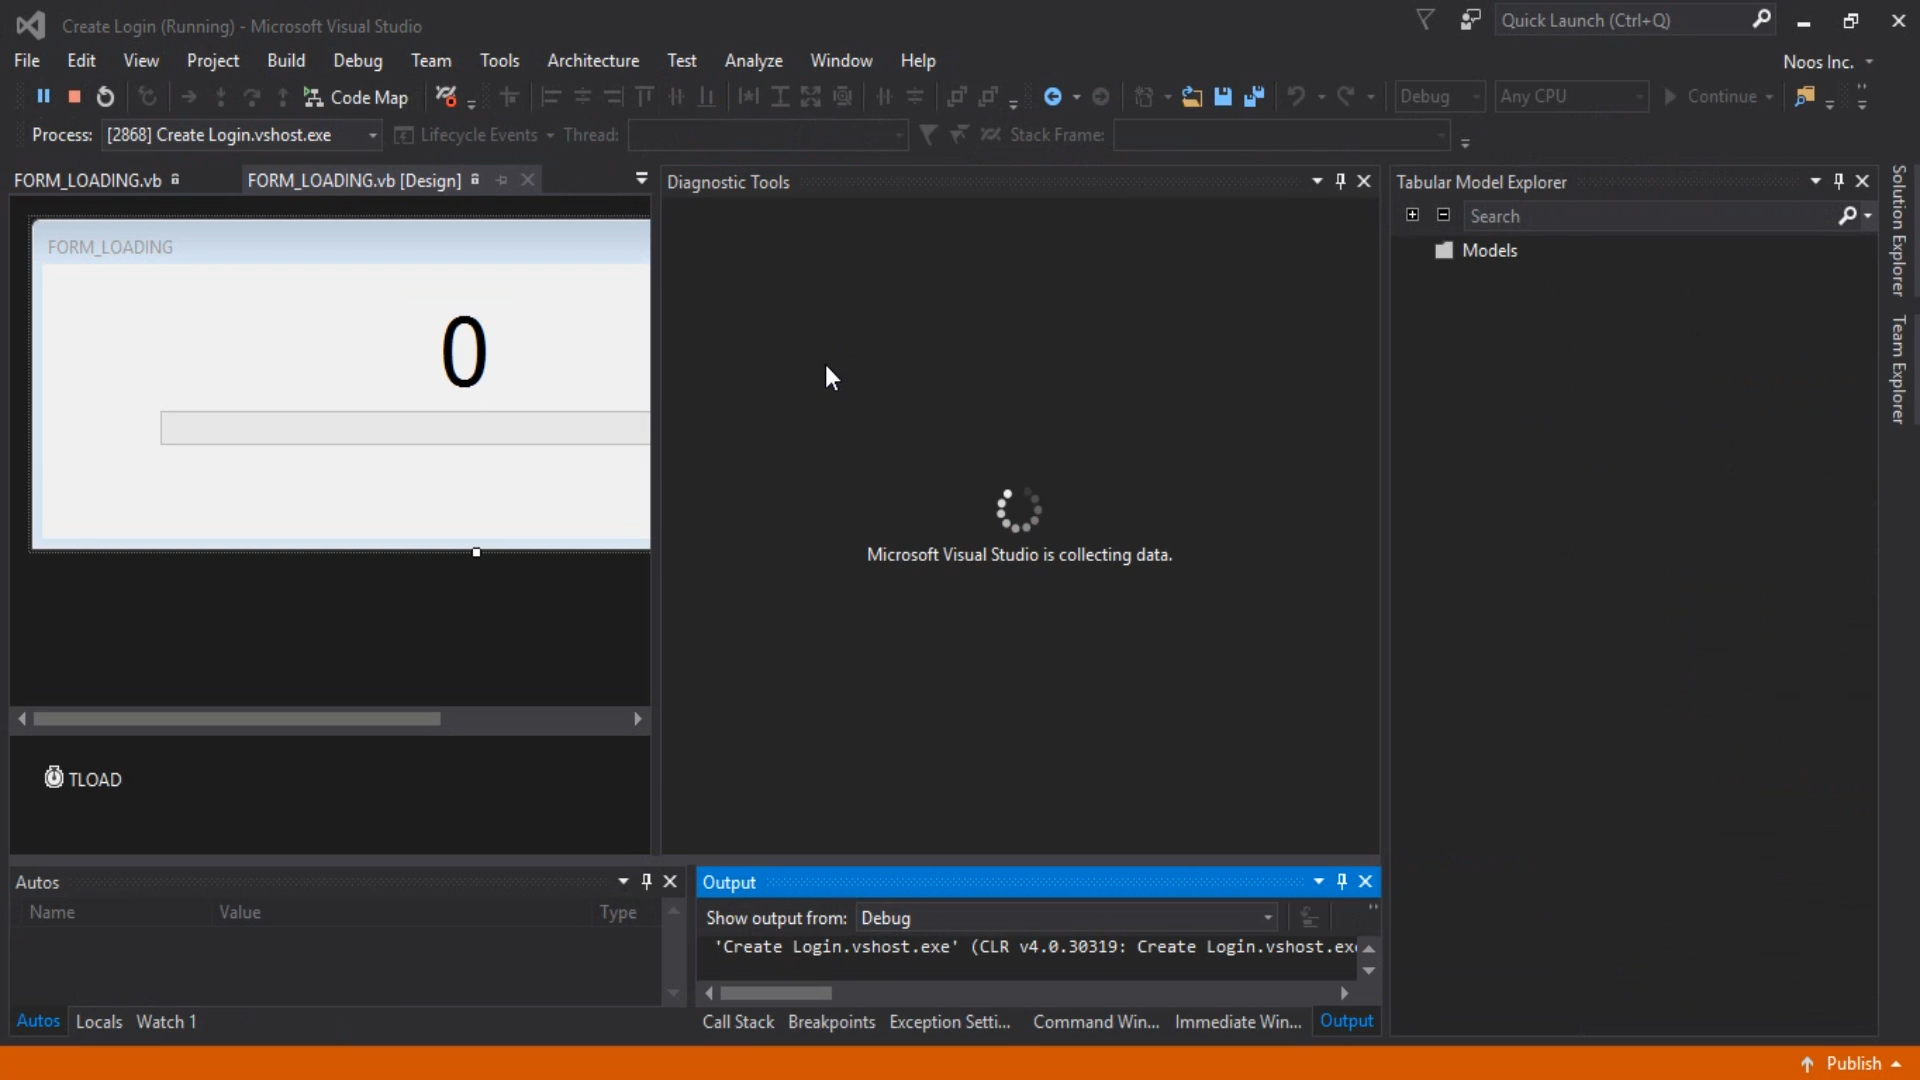 Create Login (Running) - Microsoft Visual Studio
Quick Launch (Ctrl+Q)
File Edit View Project Build Debug Team Tools Architecture Test Analyze Window Help
Noos Inc.
Code Map
Debug
Any CPU
Continue
Process: [2868] Create Login.vshost.exe
Lifecycle Events
Thread:
Stack Frame:
FORM_LOADING.vb
FORM_LOADING.vb [Design]
Diagnostic Tools
Tabular Model Explorer
Search
Models
Solution Explorer
Team Explorer
FORM_LOADING
0
Microsoft Visual Studio is collecting data.
TLOAD
Autos
Name Value Type
Autos Locals Watch 1
Output
Show output from: Debug
'Create Login.vshost.exe' (CLR v4.0.30319: Create Login.vshost.exe
Call Stack Breakpoints Exception Setti... Command Win... Immediate Win... Output
Publish